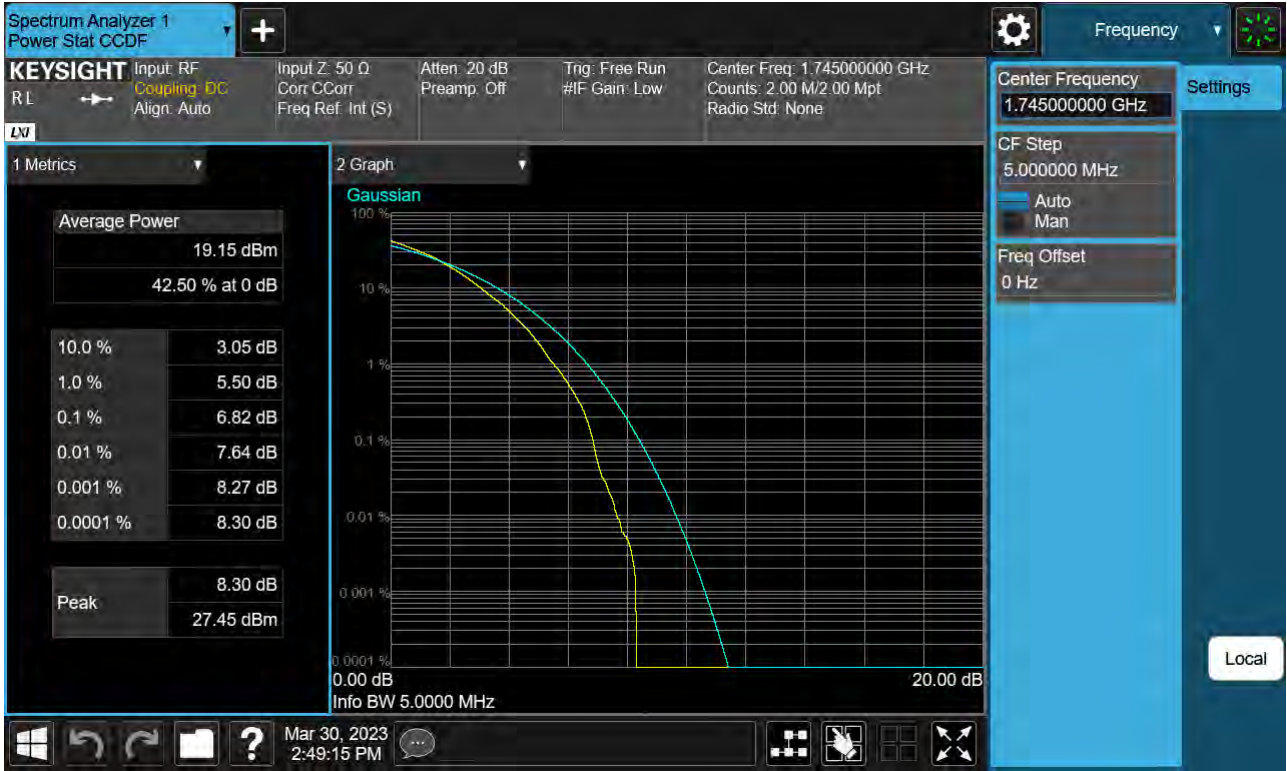 Spectrum Analyzer 1
Power Stat CCDF
Frequency
KEYSIGHT
RL
LXI
Input: RF
Coupling: DC
Align: Auto
Input Z: 50 Ω
Corr CCorr
Freq Ref: Int (S)
Atten: 20 dB
Preamp: Off
Trig: Free Run
#IF Gain: Low
Center Freq: 1.745000000 GHz
Counts: 2.00 M/2.00 Mpt
Radio Std: None
Center Frequency
1.745000000 GHz
Settings
CF Step
5.000000 MHz
Auto
Man
Freq Offset
0 Hz
Local
1 Metrics
Average Power
19.15 dBm
42.50 % at 0 dB
10.0 % 3.05 dB
1.0 % 5.50 dB
0.1 % 6.82 dB
0.01 % 7.64 dB
0.001 % 8.27 dB
0.0001 % 8.30 dB
Peak
8.30 dB
27.45 dBm
2 Graph
Gaussian
100 %
10 %
1 %
0.1 %
0.01 %
0.001 %
0.0001 %
0.00 dB 20.00 dB
Info BW 5.0000 MHz
Mar 30, 2023
2:49:15 PM